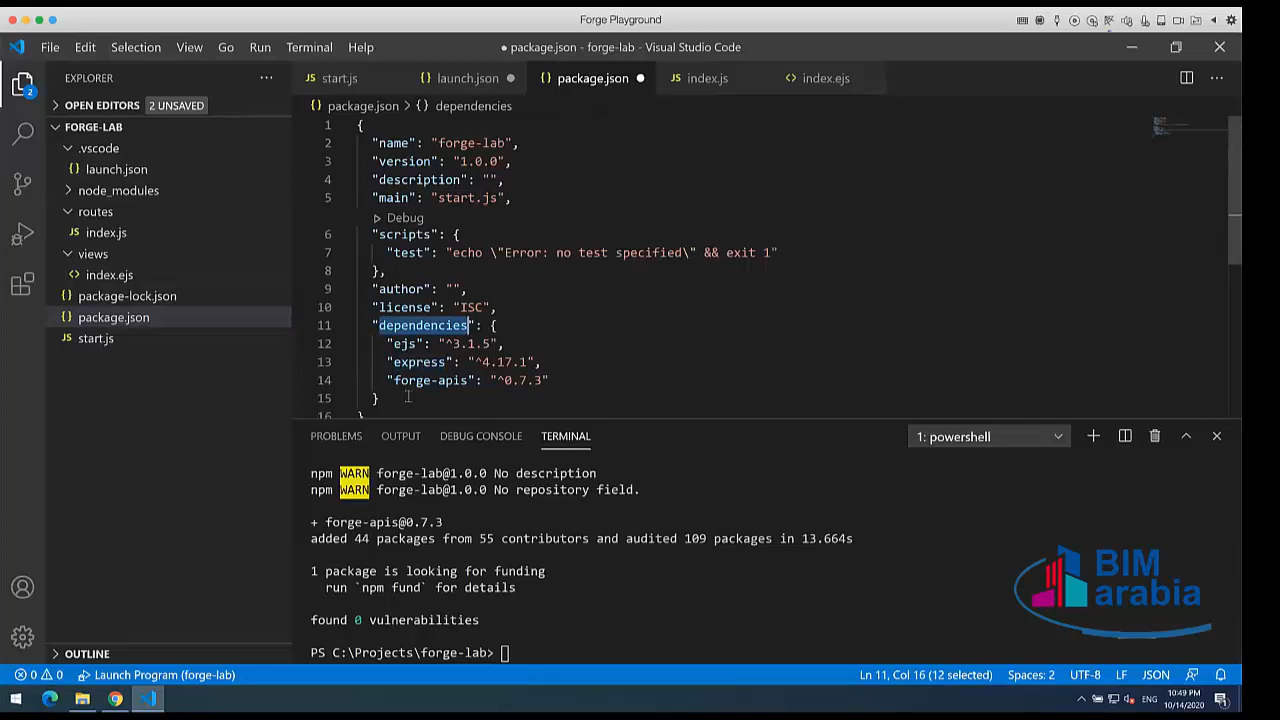 Forge Playground
File Edit Selection View Go Run Terminal Help
● package.json - forge-lab - Visual Studio Code
EXPLORER
JS start.js
{} launch.json ●
{} package.json ●
JS index.js
<> index.ejs
OPEN EDITORS 2 UNSAVED
{} package.json > {} dependencies
FORGE-LAB
.vscode
{} launch.json
node_modules
routes
JS index.js
views
<> index.ejs
{} package-lock.json
{} package.json
JS start.js
OUTLINE
2
1 {
2 "name": "forge-lab",
3 "version": "1.0.0",
4 "description": "",
5 "main": "start.js",
Debug
6 "scripts": {
7 "test": "echo \"Error: no test specified\" && exit 1"
8 },
9 "author": "",
10 "license": "ISC",
11 "dependencies": {
12 "ejs": "^3.1.5",
13 "express": "^4.17.1",
14 "forge-apis": "^0.7.3"
15 }
16 }
PROBLEMS OUTPUT DEBUG CONSOLE TERMINAL 1: powershell
npm WARN forge-lab@1.0.0 No description
npm WARN forge-lab@1.0.0 No repository field.
+ forge-apis@0.7.3
added 44 packages from 55 contributors and audited 109 packages in 13.664s
1 package is looking for funding
run `npm fund` for details
found 0 vulnerabilities
PS C:\Projects\forge-lab>
BIM
arabia
0 0 Launch Program (forge-lab) Ln 11, Col 16 (12 selected) Spaces: 2 UTF-8 LF JSON
ENG
10:49 PM
10/14/2020
1